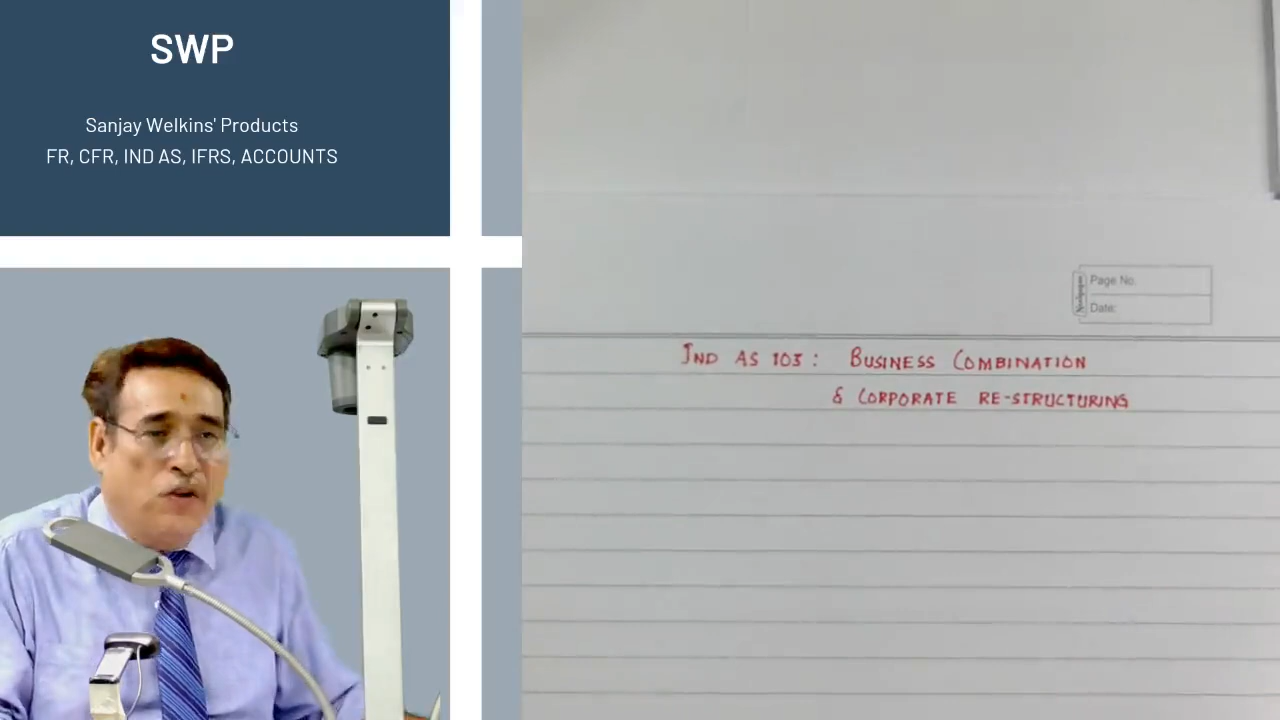 SWP
Sanjay Welkins' Products
FR, CFR, IND AS, IFRS, ACCOUNTS
Page No.
Date:
IND AS 103 : BUSINESS COMBINATION
& CORPORATE RE-STRUCTURING